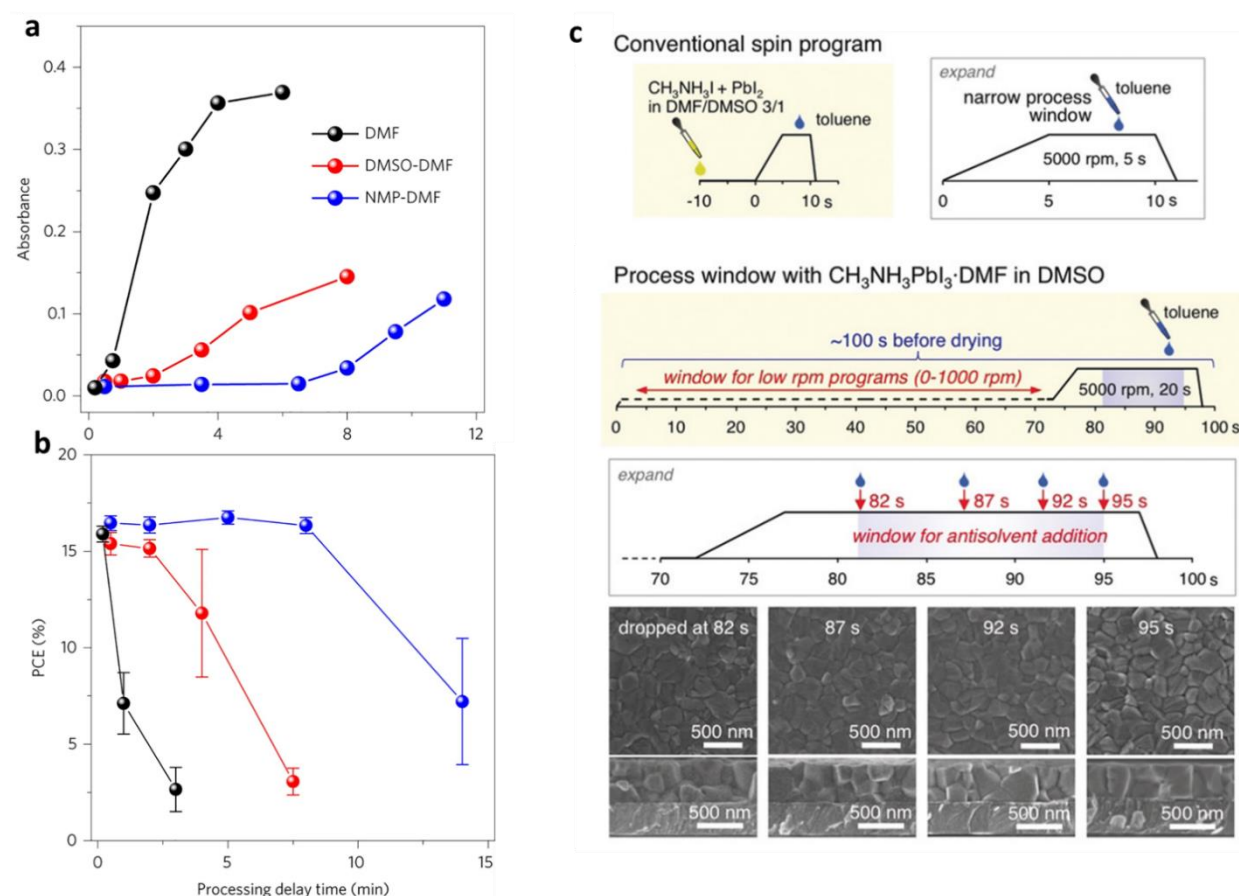 a
0.4
0.3
0.2
0.1
0.0
Absorbance
DMF
DMSO-DMF
NMP-DMF
0 4 8 12
b
20
15
10
5
0
PCE (%)
0 5 10 15
Processing delay time (min)
c
Conventional spin program
CH₃NH₃I + PbI₂
in DMF/DMSO 3/1
toluene
-10 0 10 s
expand
narrow process
window
toluene
5000 rpm, 5 s
0 5 10 s
Process window with CH₃NH₃PbI₃·DMF in DMSO
toluene
~100 s before drying
window for low rpm programs (0-1000 rpm)
5000 rpm, 20 s
0 10 20 30 40 50 60 70 80 90 100 s
expand
82 s 87 s 92 s 95 s
window for antisolvent addition
70 75 80 85 90 95 100 s
dropped at 82 s 87 s 92 s 95 s
500 nm 500 nm 500 nm 500 nm
500 nm 500 nm 500 nm 500 nm